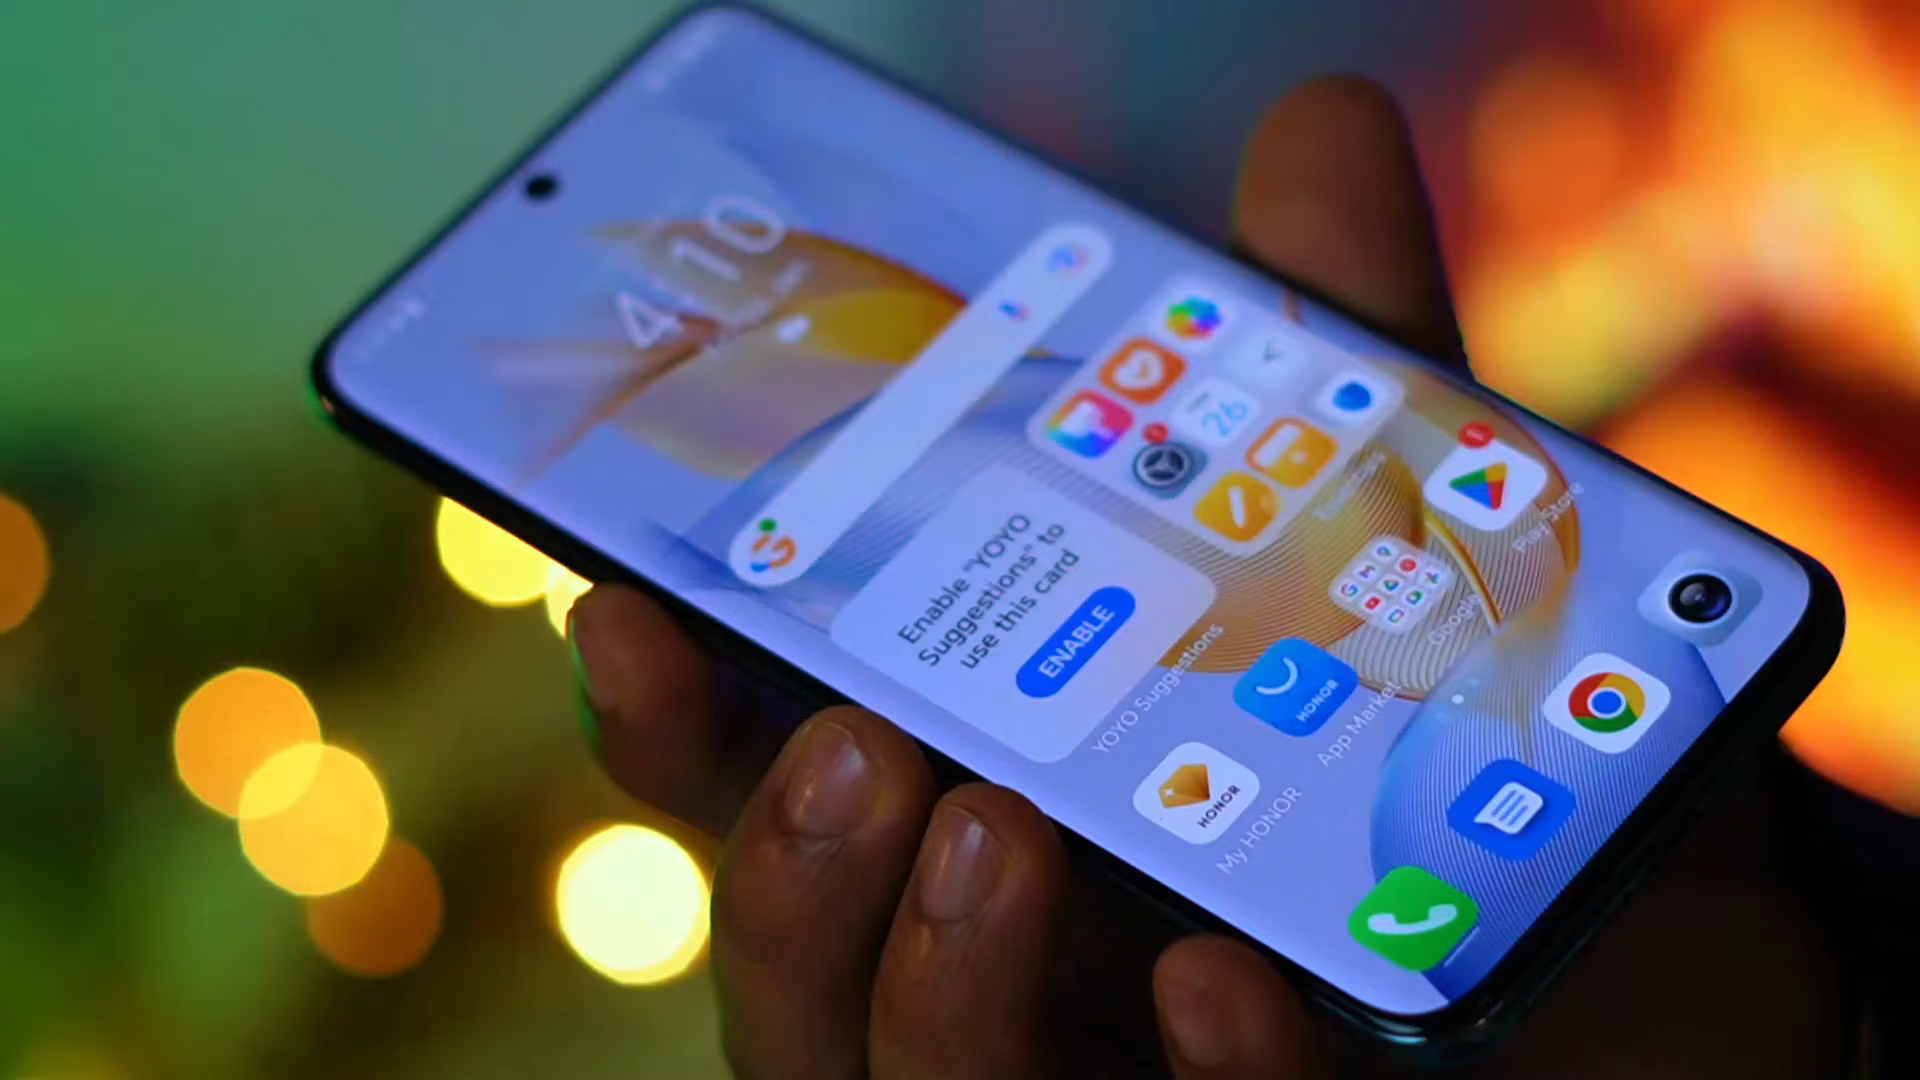 4:10
26
Enable "YOYO
Suggestions" to
use this card
ENABLE
YOYO Suggestions
Play Store
Google
HONOR
App Market
HONOR
My HONOR